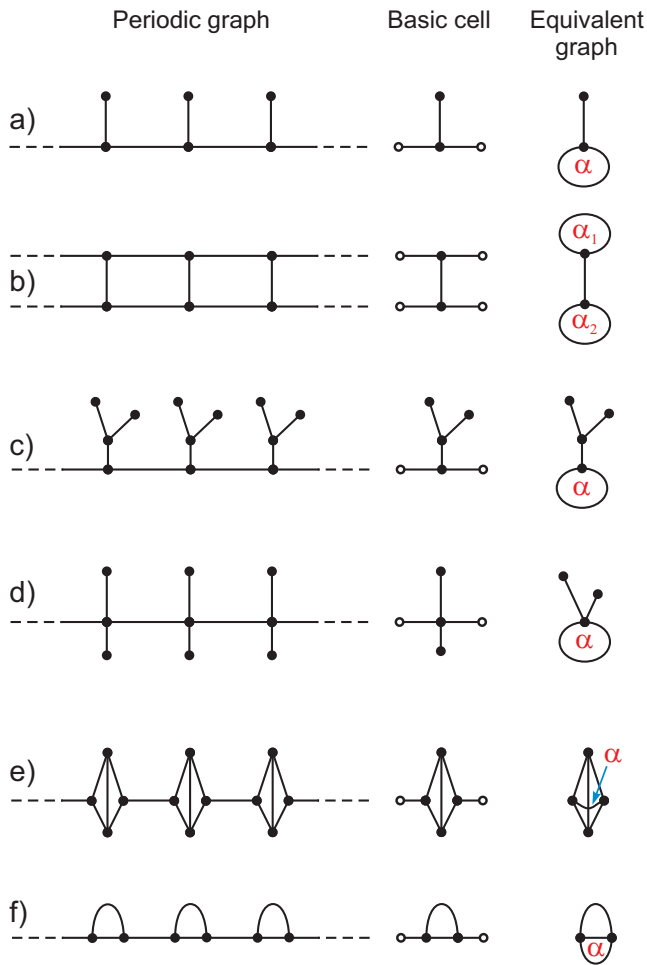 Periodic graph Basic cell Equivalent
graph
a)
α
b)
α1
α2
c)
α
d)
α
e)
α
f)
α